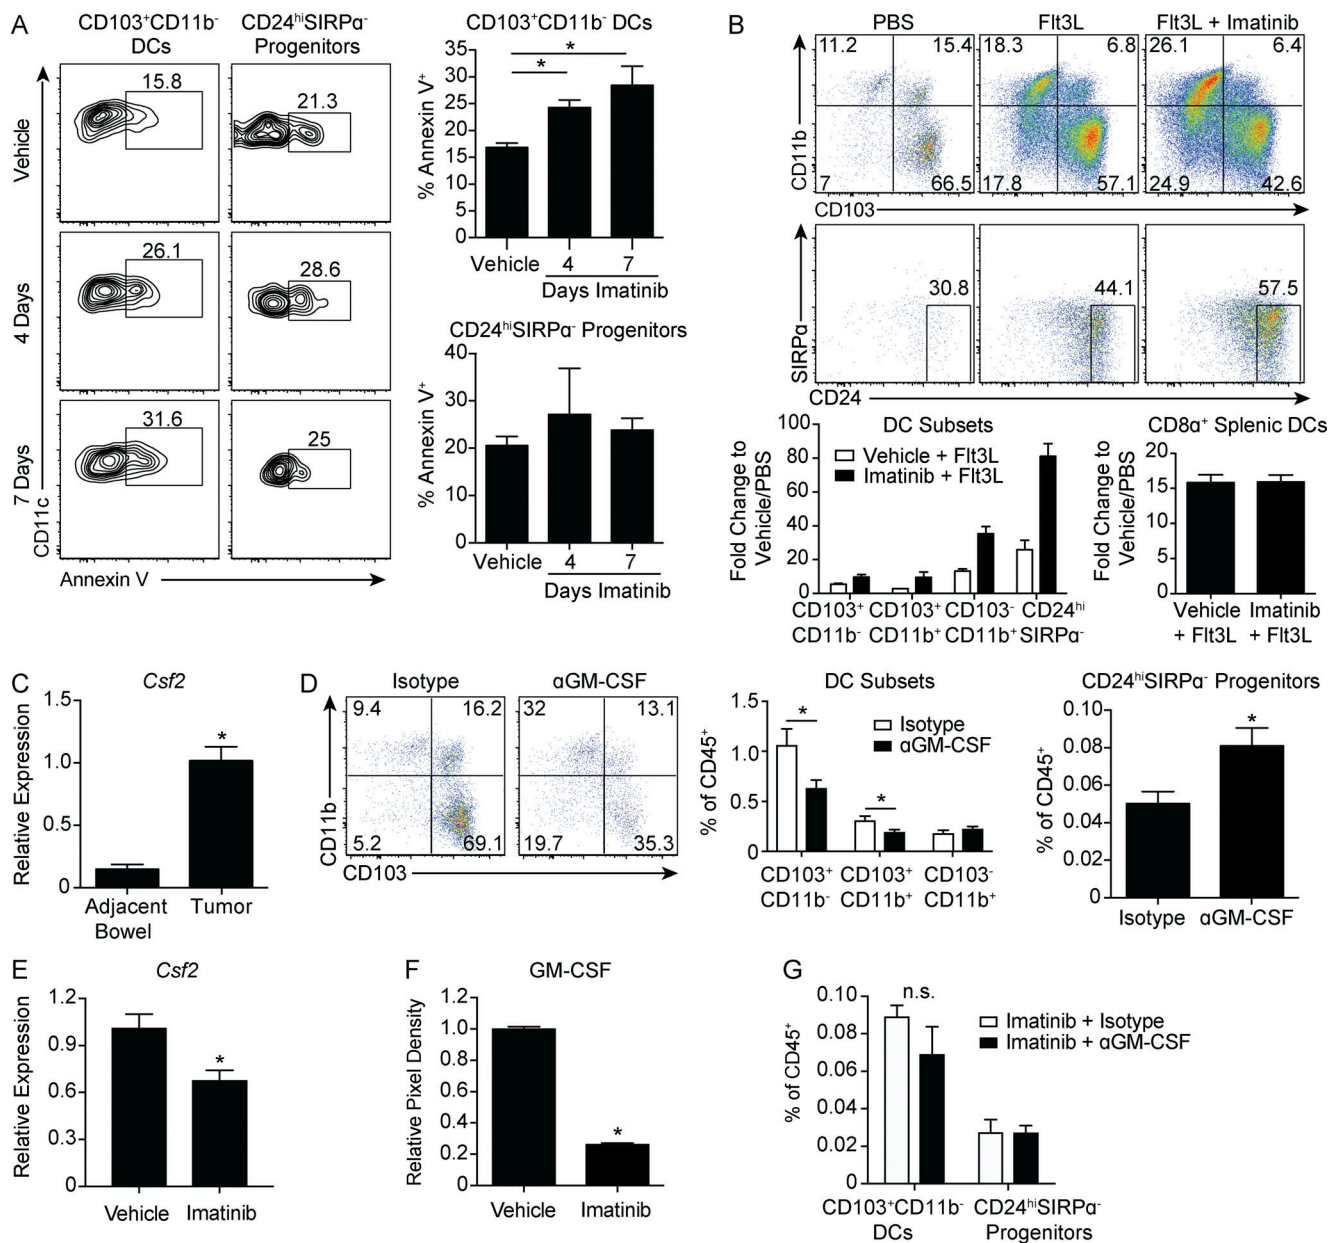 A
CD103⁺CD11b⁻
DCs
CD24ʰⁱSIRPα⁻
Progenitors
Vehicle
15.8
21.3
4 Days
26.1
28.6
7 Days
31.6
25
CD11c
Annexin V
CD103⁺CD11b⁻ DCs
% Annexin V⁺
35
30
25
20
15
10
5
0
*
*
Vehicle 4 7
Days Imatinib
CD24ʰⁱSIRPα⁻ Progenitors
% Annexin V⁺
40
30
20
10
0
Vehicle 4 7
Days Imatinib
B
PBS Flt3L Flt3L + Imatinib
11.2 15.4 18.3 6.8 26.1 6.4
CD11b
7 66.5 17.8 57.1 24.9 42.6
CD103
SIRPα
30.8 44.1 57.5
CD24
DC Subsets
Fold Change to
Vehicle/PBS
100
80
60
40
20
0
Vehicle + Flt3L
Imatinib + Flt3L
CD103⁺ CD103⁺ CD103⁻ CD24ʰⁱ
CD11b⁻ CD11b⁺ CD11b⁺ SIRPα⁻
CD8α⁺ Splenic DCs
Fold Change to
Vehicle/PBS
20
15
10
5
0
Vehicle Imatinib
+ Flt3L + Flt3L
C
Csf2
Relative Expression
1.5
1.0
0.5
0
*
Adjacent
Bowel
Tumor
D
Isotype αGM-CSF
9.4 16.2 32 13.1
CD11b
5.2 69.1 19.7 35.3
CD103
DC Subsets
% of CD45⁺
1.5
1.0
0.5
0
*
*
Isotype
αGM-CSF
CD103⁺ CD103⁺ CD103⁻
CD11b⁻ CD11b⁺ CD11b⁺
CD24ʰⁱSIRPα⁻ Progenitors
% of CD45⁺
0.10
0.08
0.06
0.04
0.02
0
*
Isotype αGM-CSF
E
Csf2
Relative Expression
1.2
0.9
0.6
0.3
0
*
Vehicle Imatinib
F
GM-CSF
Relative Pixel Density
1.2
1.0
0.8
0.6
0.4
0.2
0
*
Vehicle Imatinib
G
% of CD45⁺
0.10
0.08
0.06
0.04
0.02
0
n.s.
Imatinib + Isotype
Imatinib + αGM-CSF
CD103⁺CD11b⁻
DCs
CD24ʰⁱSIRPα⁻
Progenitors